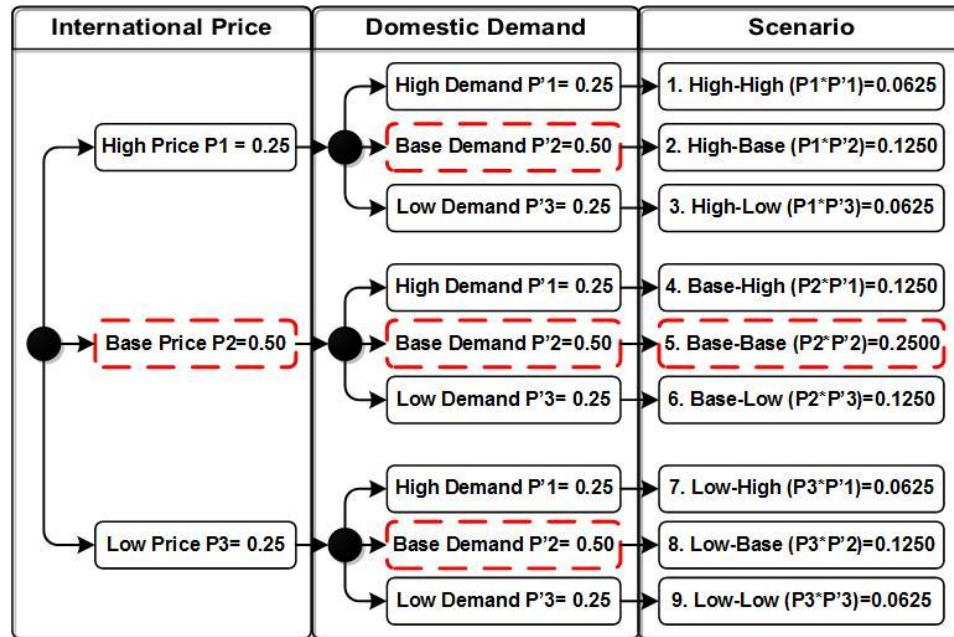 International Price
Domestic Demand
Scenario
High Price P1 = 0.25
High Demand P'1= 0.25
1. High-High (P1*P'1)=0.0625
Base Demand P'2=0.50
2. High-Base (P1*P'2)=0.1250
Low Demand P'3= 0.25
3. High-Low (P1*P'3)=0.0625
Base Price P2=0.50
High Demand P'1= 0.25
4. Base-High (P2*P'1)=0.1250
Base Demand P'2=0.50
5. Base-Base (P2*P'2)=0.2500
Low Demand P'3= 0.25
6. Base-Low (P2*P'3)=0.1250
Low Price P3= 0.25
High Demand P'1= 0.25
7. Low-High (P3*P'1)=0.0625
Base Demand P'2= 0.50
8. Low-Base (P3*P'2)=0.1250
Low Demand P'3= 0.25
9. Low-Low (P3*P'3)=0.0625